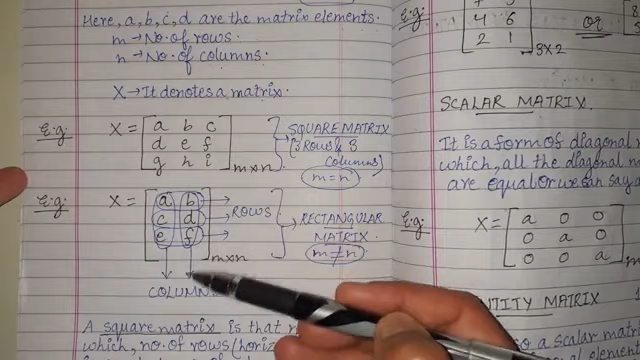 Here, a, b, c, d are the matrix elements.
m → No. of rows.
n → No. of columns.
X → It denotes a matrix.
E.g. X = [a b c
d e f
g h i] m×n → SQUARE MATRIX
(3 Rows & 3
Columns)
m=n
E.g. X = [a b
c d
e f] m×n
→ ROWS
→ RECTANGULAR
MATRIX.
m≠n
A square matrix is that
which, no. of rows
E.g.
4 6
2 1] 3×2
OR
SCALAR MATRIX.
It is a form of diagonal
which, all the diagonal
are equal or we can say
E.g. X = [a 0 0
0 a 0
0 0 a]
MATRIX
a scalar